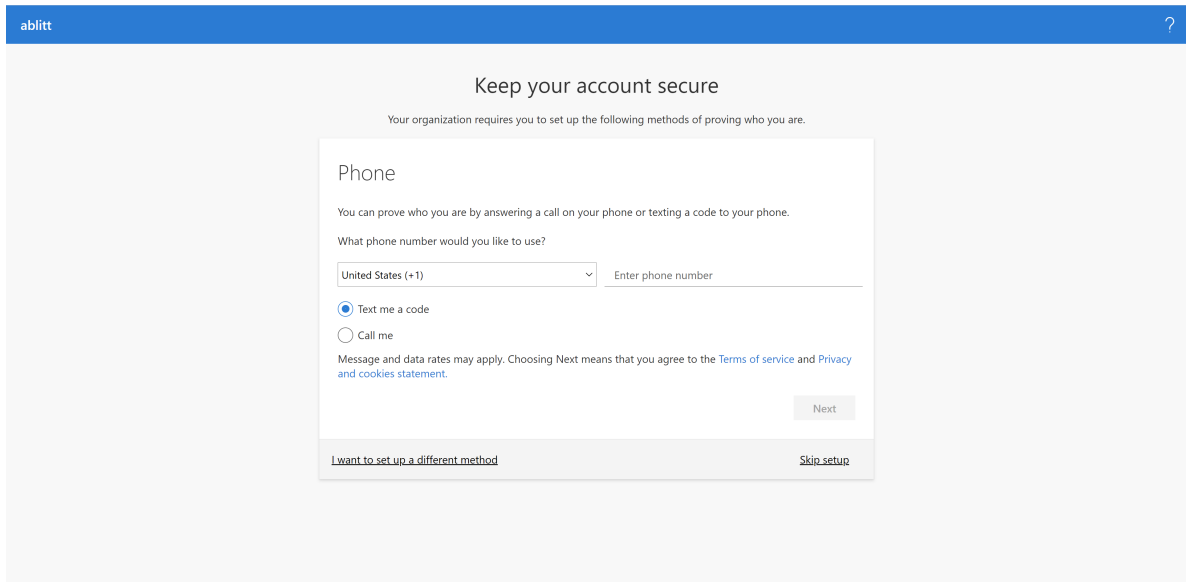 ablitt
?
Keep your account secure
Your organization requires you to set up the following methods of proving who you are.
Phone
You can prove who you are by answering a call on your phone or texting a code to your phone.
What phone number would you like to use?
United States (+1) Enter phone number
Text me a code
Call me
Message and data rates may apply. Choosing Next means that you agree to the Terms of service and Privacy
and cookies statement.
Next
I want to set up a different method Skip setup